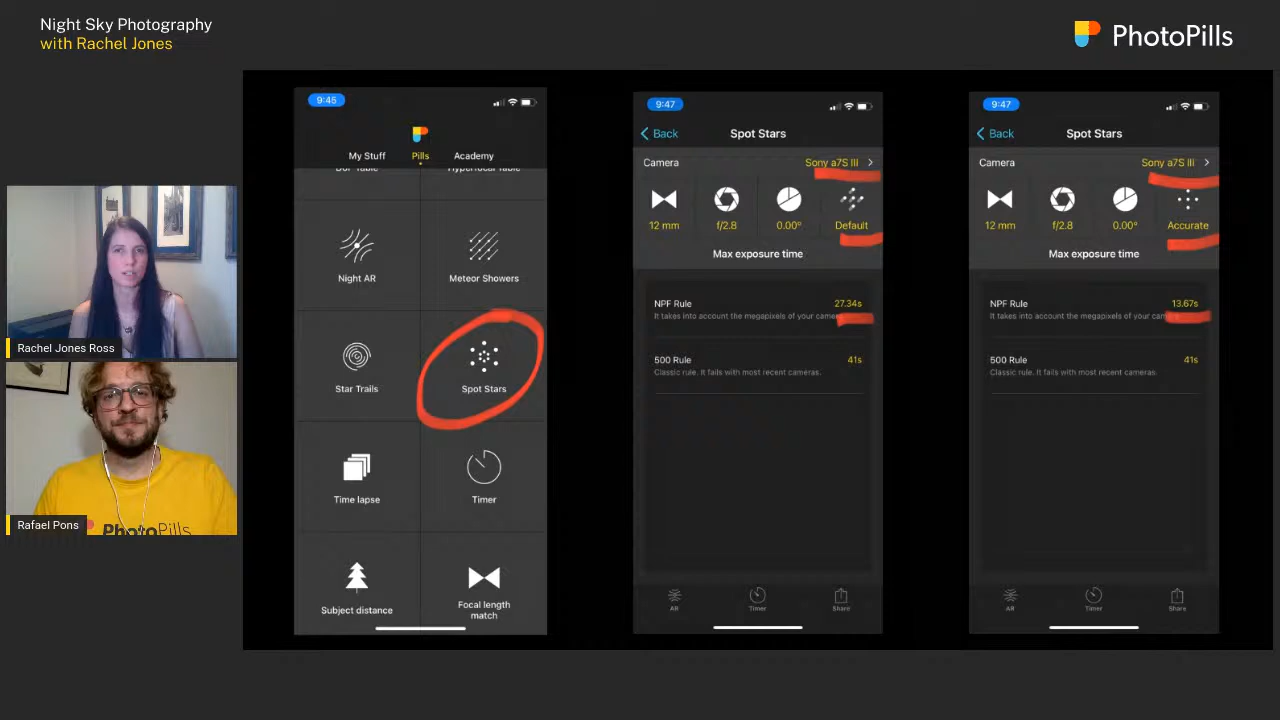 Night Sky Photography
with Rachel Jones
PhotoPills
Rachel Jones Ross
PhotoPills
Rafael Pons
9:45
My Stuff Pills Academy
Hyperfocal Table
Night AR Meteor Showers
Star Trails Spot Stars
Time lapse Timer
Subject distance Focal length
match
9:47
Back Spot Stars
Camera Sony a7S III
12 mm f/2.8 0.00º Default
Max exposure time
NPF Rule 27.34s
It takes into account the megapixels of your
500 Rule 41s
Classic rule. It fails with most recent cameras.
AR Timer Share
9:47
Back Spot Stars
Camera Sony a7S III
12 mm f/2.8 0.00º Accurate
Max exposure time
NPF Rule 13.67s
It takes into account the megapixels of your
500 Rule 41s
Classic rule. It fails with most recent cameras.
AR Timer Share